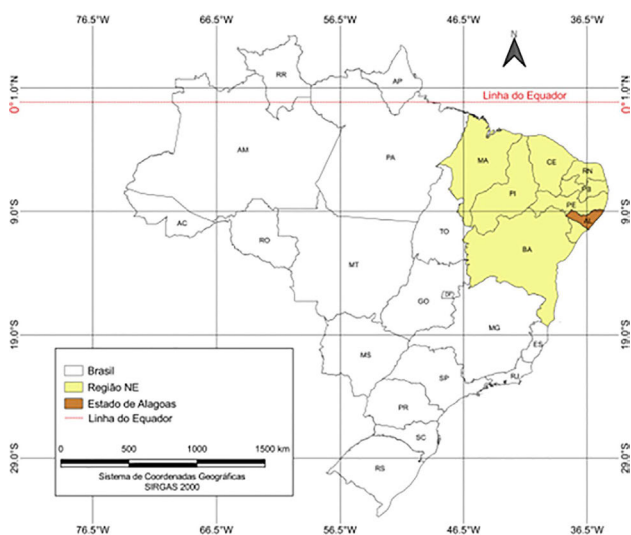 76.5°W 66.5°W 56.5°W 46.5°W 36.5°W
N
1.0°N 1.0°N
0° 0°
Linha do Equador
RR AP
AM PA MA CE RN
PI PB
PE
9.0°S 9.0°S
AC AL
RO TO BA
MT
GO DF
MG
19.0°S 19.0°S
ES
MS SP RJ
PR
SC
RS
Brasil
Região NE
Estado de Alagoas
Linha do Equador
0 500 1000 1500 km
Sistema de Coordenadas Geográficas
SIRGAS 2000
29.0°S 29.0°S
76.5°W 66.5°W 56.5°W 46.5°W 36.5°W